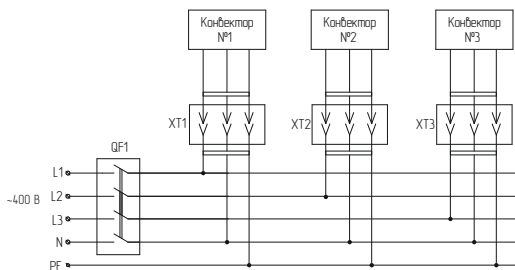 Конвектор
№1
Конвектор
№2
Конвектор
№3
XT1
XT2
XT3
QF1
L1
L2
~400 В
L3
N
PE